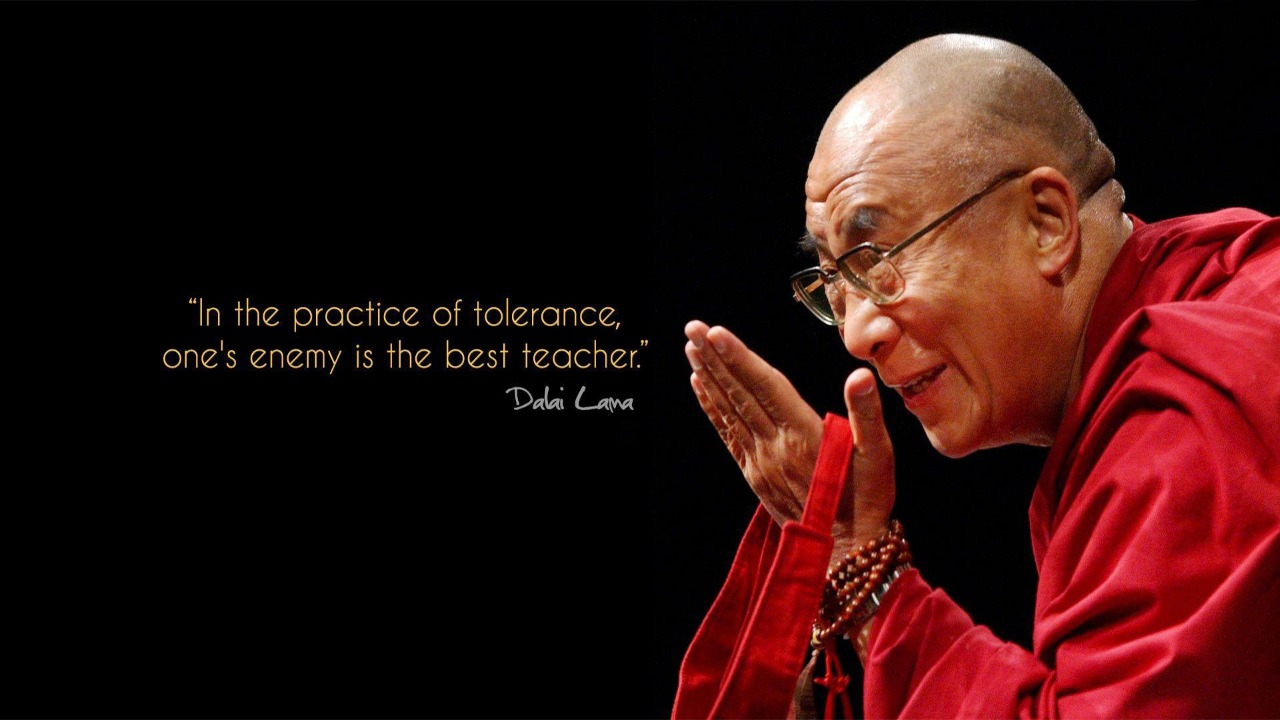 “In the practice of tolerance,
one's enemy is the best teacher.”
Dalai Lama